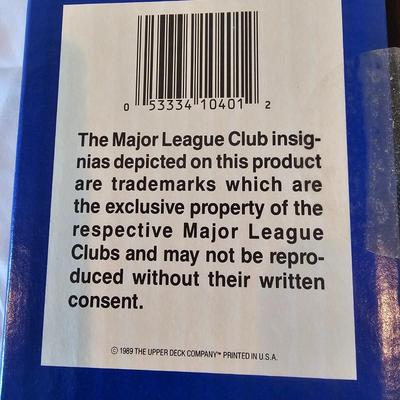 0 53334 10401 2
The Major League Club insig-
nias depicted on this product
are trademarks which are
the exclusive property of the
respective Major League
Clubs and may not be repro-
duced without their written
consent.
© 1989 THE UPPER DECK COMPANY™ PRINTED IN U.S.A.